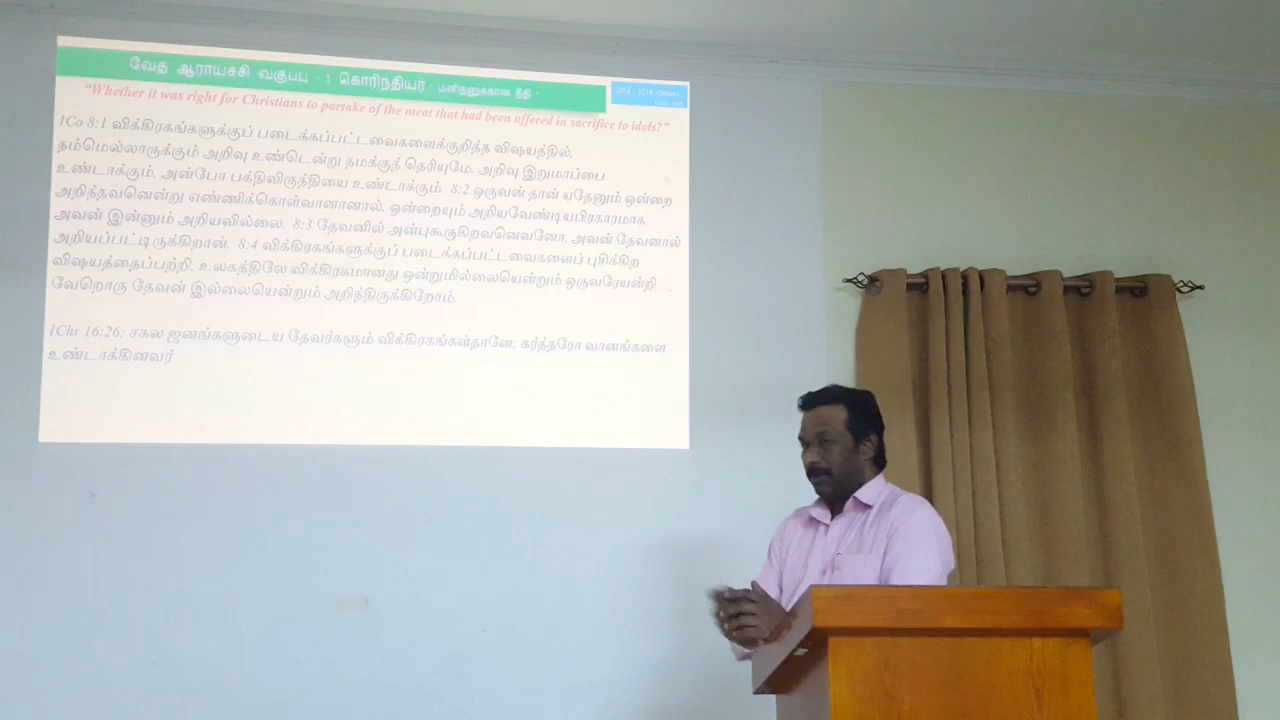 வேத ஆராய்ச்சி வகுப்பு - 1 கொரிந்தியர் - மனிதனுக்கான நீதி -
"Whether it was right for Christians to partake of the meat that had been offered in sacrifice to idols?"
1Co 8:1 விக்கிரகங்களுக்குப் படைக்கப்பட்டவைகளைக்குறித்த விஷயத்தில்,
நம்மெல்லாருக்கும் அறிவு உண்டென்று நமக்குத் தெரியுமே. அறிவு இறுமாப்பை
உண்டாக்கும், அன்போ பக்திவிருத்தியை உண்டாக்கும். 8:2 ஒருவன் தான் ஏதேனும் ஒன்றை
அறிந்தவனென்று எண்ணிக்கொள்வானானால், ஒன்றையும் அறியவேண்டியபிரகாரமாக
அவன் இன்னும் அறியவில்லை. 8:3 தேவனில் அன்புகூருகிறவனெவனோ, அவன் தேவனால்
அறியப்பட்டிருக்கிறான். 8:4 விக்கிரகங்களுக்குப் படைக்கப்பட்டவைகளைப் புசிக்கிற
விஷயத்தைப்பற்றி, உலகத்திலே விக்கிரகமானது ஒன்றுமில்லையென்றும் ஒருவரேயன்றி
வேறொரு தேவன் இல்லையென்றும் அறிந்திருக்கிறோம்.
1Chr 16:26: சகல ஜனங்களுடைய தேவர்களும் விக்கிரகங்கள்தானே; கர்த்தரோ வானங்களை
உண்டாக்கினவர்